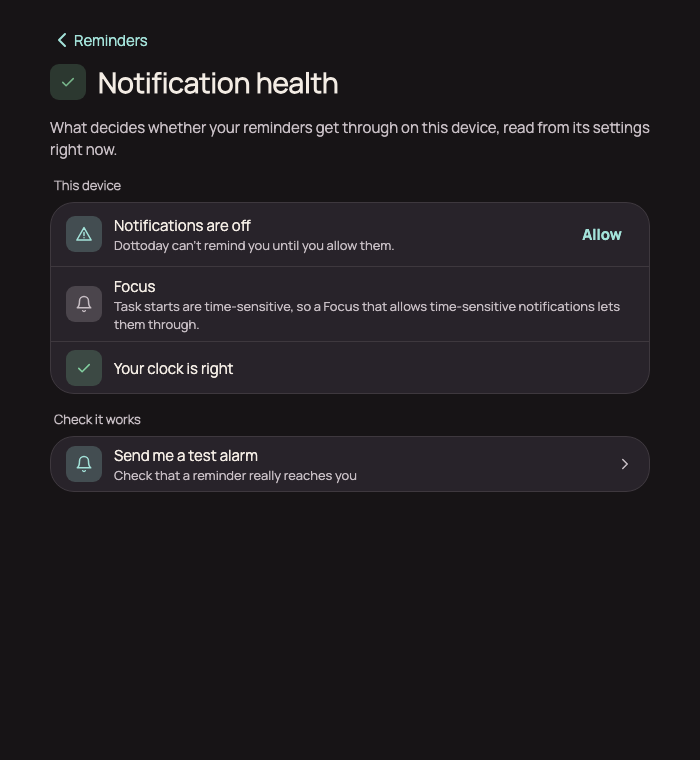 Reminders
Notification health
What decides whether your reminders get through on this device, read from its settings
right now.
This device
Notifications are off
Dottoday can't remind you until you allow them.
Allow
Focus
Task starts are time-sensitive, so a Focus that allows time-sensitive notifications lets
them through.
Your clock is right
Check it works
Send me a test alarm
Check that a reminder really reaches you